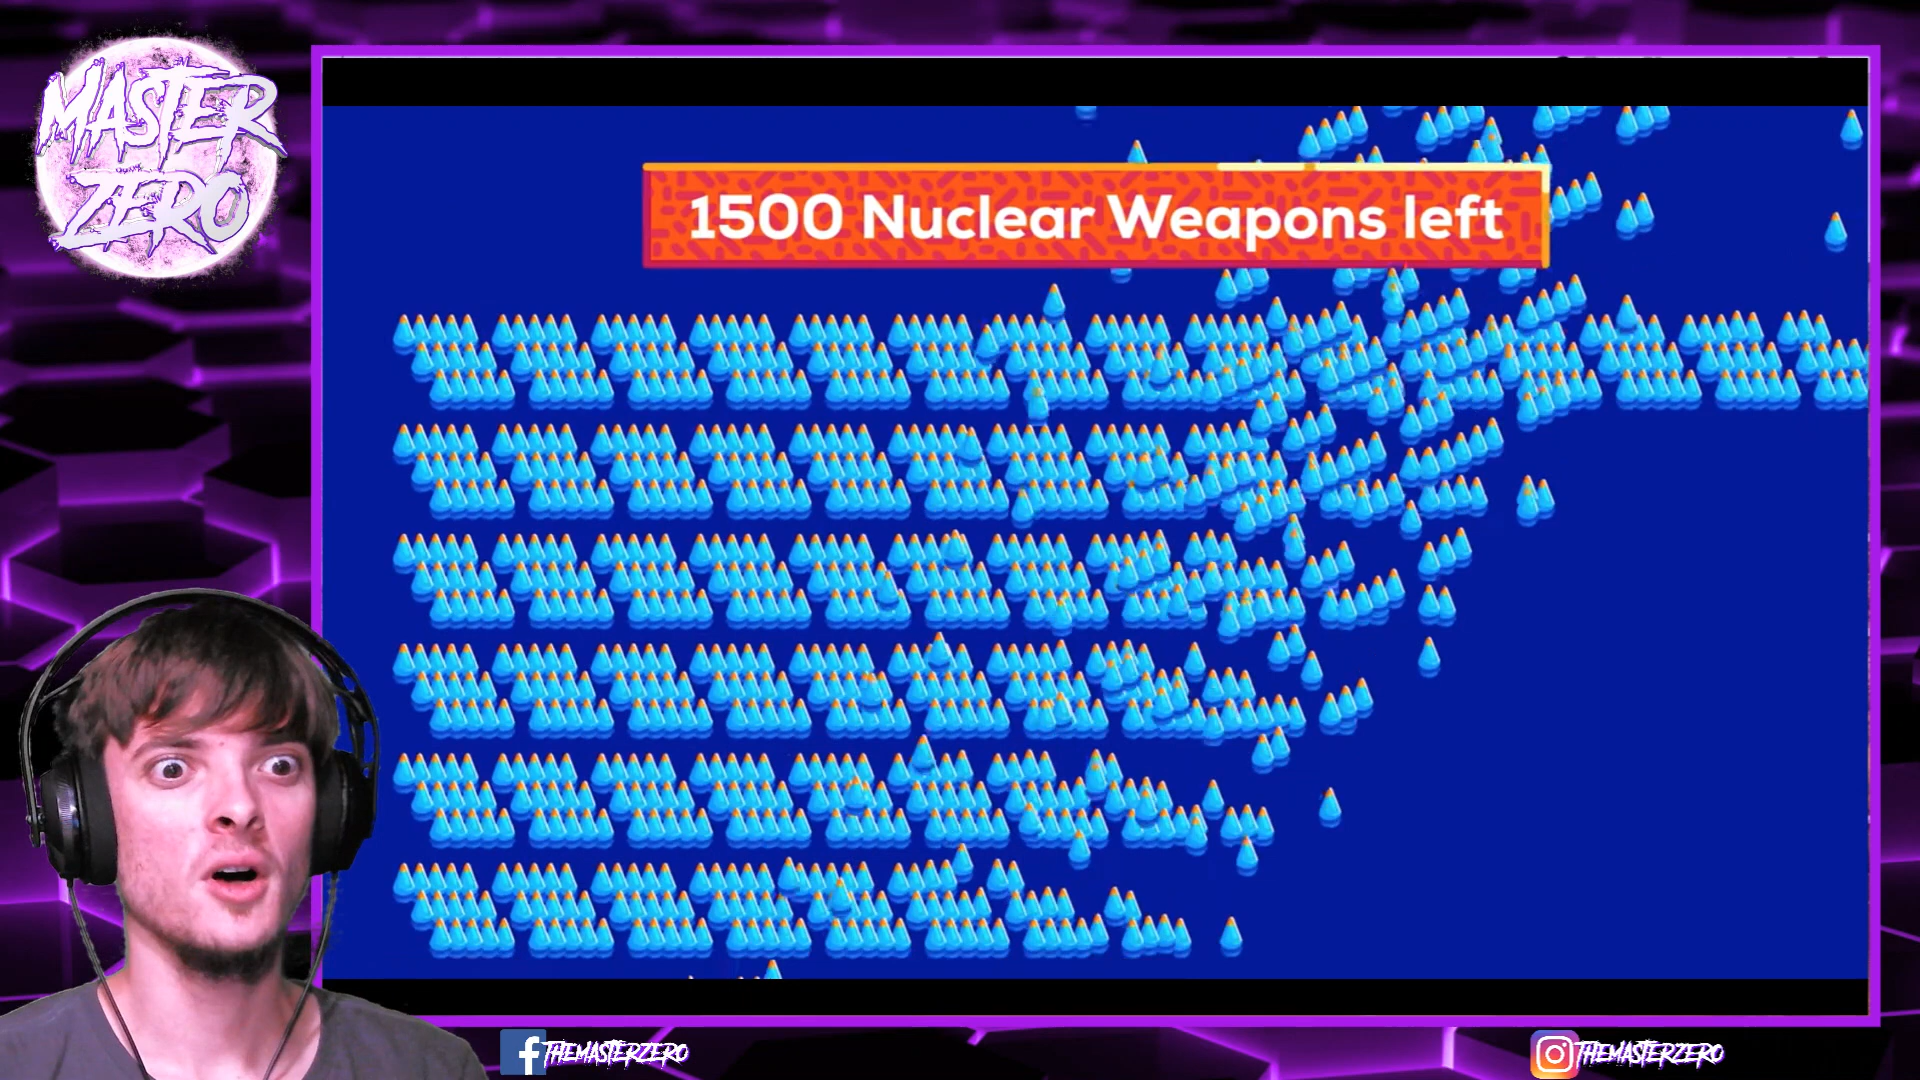 MASTER
ZERO
1500 Nuclear Weapons left
THEMASTERZERO
THEMASTERZERO